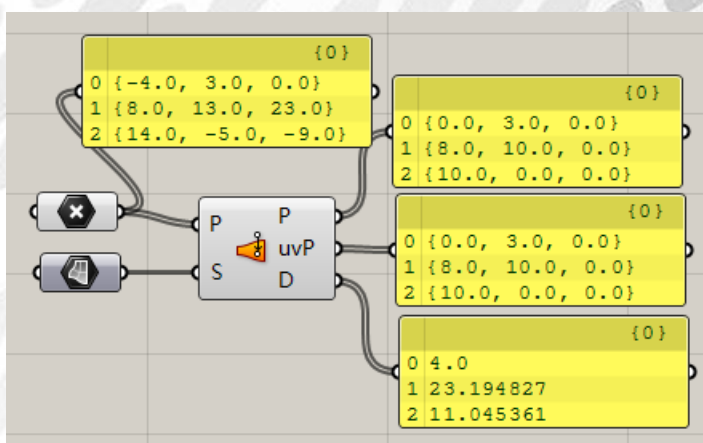 {0}
0 {-4.0, 3.0, 0.0}
1 {8.0, 13.0, 23.0}
2 {14.0, -5.0, -9.0}
{0}
0 {0.0, 3.0, 0.0}
1 {8.0, 10.0, 0.0}
2 {10.0, 0.0, 0.0}
P
S
P
uvP
D
{0}
0 {0.0, 3.0, 0.0}
1 {8.0, 10.0, 0.0}
2 {10.0, 0.0, 0.0}
{0}
0 4.0
1 23.194827
2 11.045361